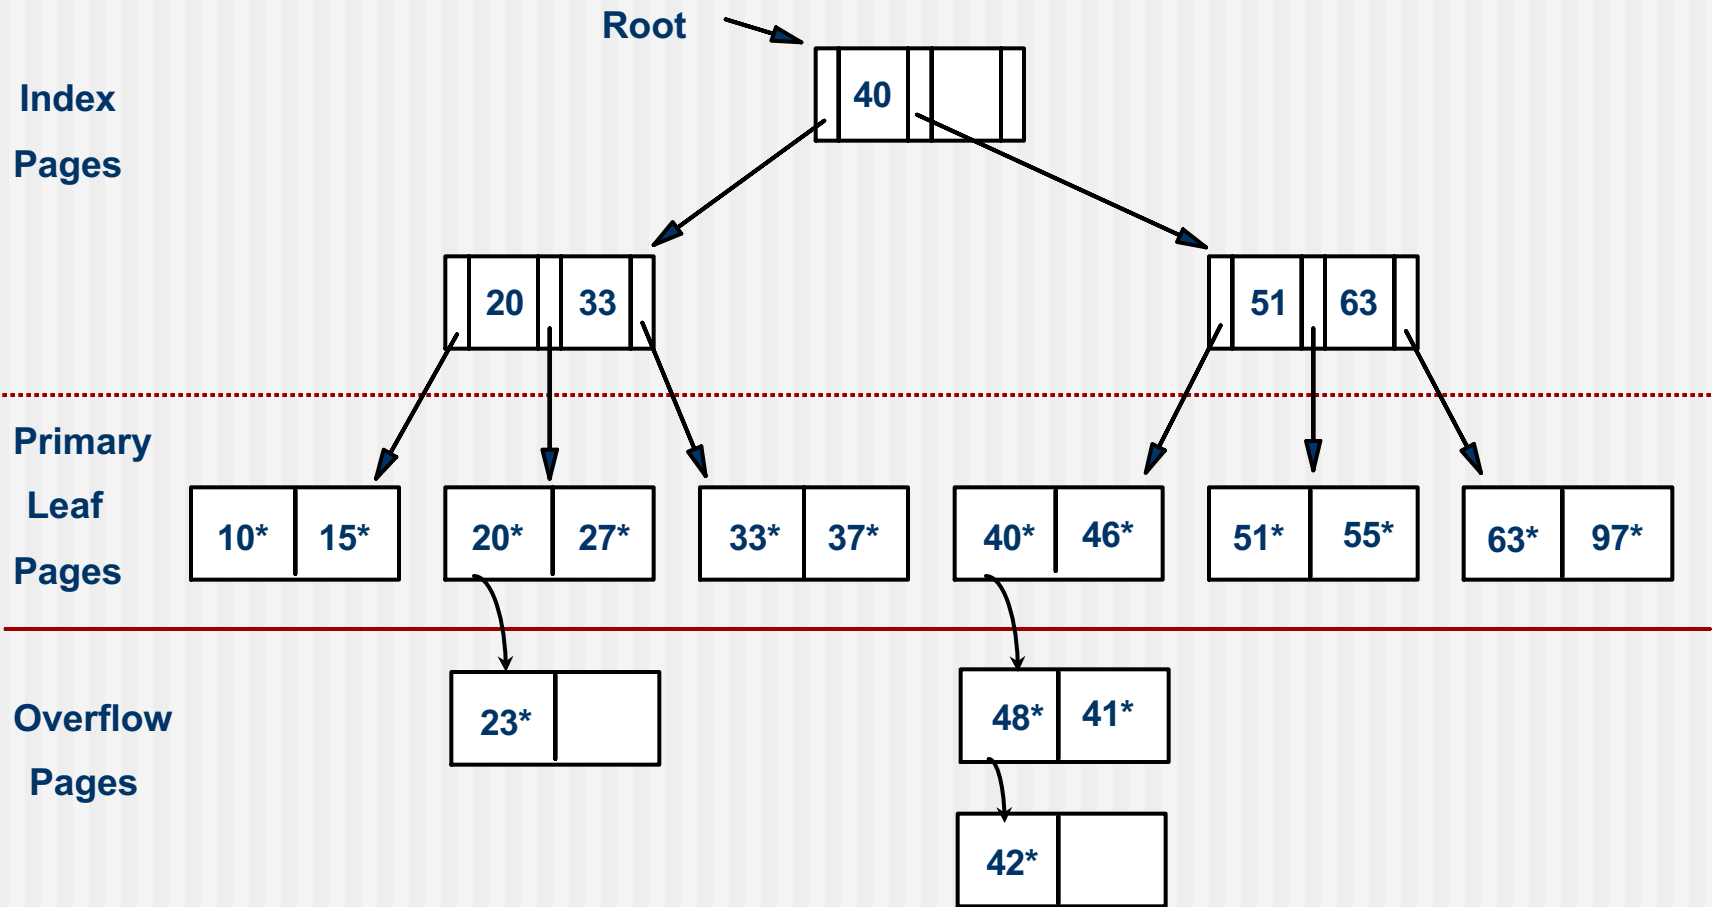 Root
Index
Pages
40
20 33
51 63
Primary
Leaf
Pages
10* 15*
20* 27*
33* 37*
40* 46*
51* 55*
63* 97*
Overflow
Pages
23*
48* 41*
42*